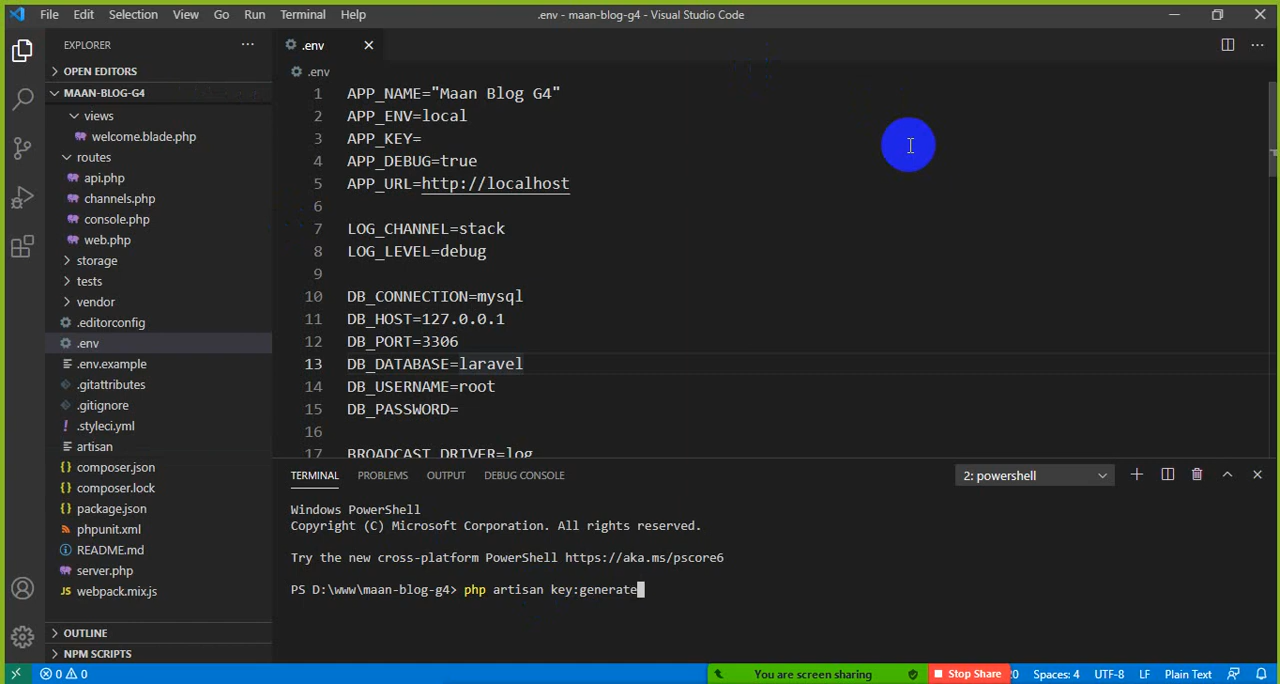 File Edit Selection View Go Run Terminal Help
.env - maan-blog-g4 - Visual Studio Code
EXPLORER
OPEN EDITORS
MAAN-BLOG-G4
views
welcome.blade.php
routes
api.php
channels.php
console.php
web.php
storage
tests
vendor
.editorconfig
.env
.env.example
.gitattributes
.gitignore
.styleci.yml
artisan
composer.json
composer.lock
package.json
phpunit.xml
README.md
server.php
webpack.mix.js
OUTLINE
NPM SCRIPTS
.env
.env
1 APP_NAME="Maan Blog G4"
2 APP_ENV=local
3 APP_KEY=
4 APP_DEBUG=true
5 APP_URL=http://localhost
6
7 LOG_CHANNEL=stack
8 LOG_LEVEL=debug
9
10 DB_CONNECTION=mysql
11 DB_HOST=127.0.0.1
12 DB_PORT=3306
13 DB_DATABASE=laravel
14 DB_USERNAME=root
15 DB_PASSWORD=
16
17 BROADCAST_DRIVER=log
TERMINAL PROBLEMS OUTPUT DEBUG CONSOLE
2: powershell
Windows PowerShell
Copyright (C) Microsoft Corporation. All rights reserved.
Try the new cross-platform PowerShell https://aka.ms/pscore6
PS D:\www\maan-blog-g4> php artisan key:generate
0 0
You are screen sharing
Stop Share
20 Spaces: 4 UTF-8 LF Plain Text